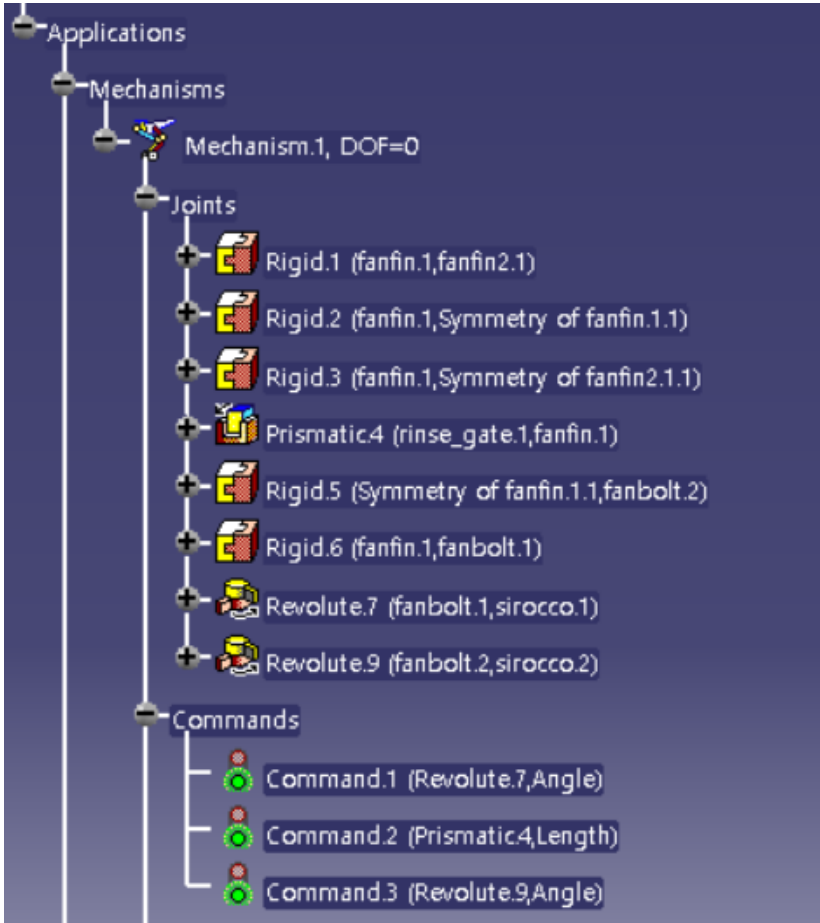 Applications
Mechanisms
Mechanism.1, DOF=0
Joints
Rigid.1 (fanfin.1,fanfin2.1)
Rigid.2 (fanfin.1,Symmetry of fanfin.1.1)
Rigid.3 (fanfin.1,Symmetry of fanfin2.1.1)
Prismatic.4 (rinse_gate.1,fanfin.1)
Rigid.5 (Symmetry of fanfin.1.1,fanbolt.2)
Rigid.6 (fanfin.1,fanbolt.1)
Revolute.7 (fanbolt.1,sirocco.1)
Revolute.9 (fanbolt.2,sirocco.2)
Commands
Command.1 (Revolute.7,Angle)
Command.2 (Prismatic.4,Length)
Command.3 (Revolute.9,Angle)